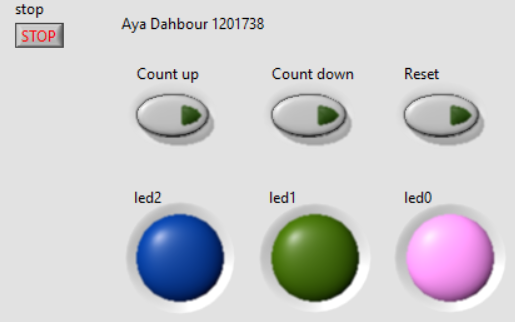 stop
STOP
Aya Dahbour 1201738
Count up Count down Reset
led2 led1 led0